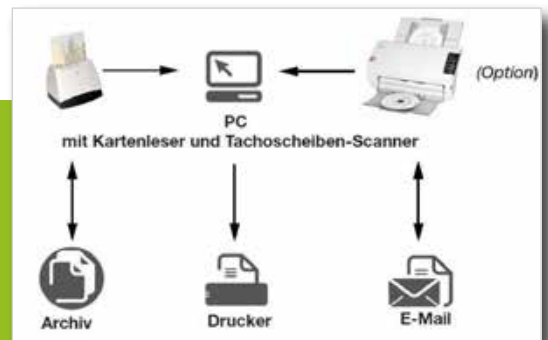 (Option)
PC
mit Kartenleser und Tachoscheiben-Scanner
Archiv
Drucker
E-Mail